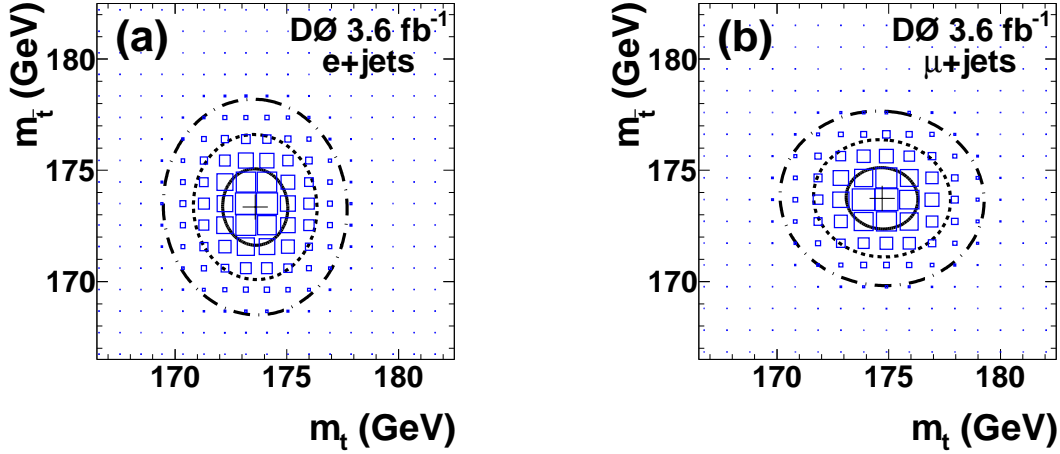 (a)
DØ 3.6 fb⁻¹
e+jets
m_t̄ (GeV)
180
175
170
170
175
180
m_t (GeV)
(b)
DØ 3.6 fb⁻¹
μ+jets
m_t̄ (GeV)
180
175
170
170
175
180
m_t (GeV)